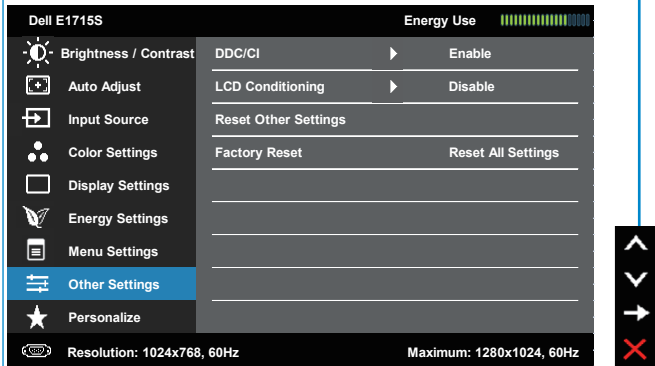 Dell E1715S Energy Use
Brightness / Contrast DDC/CI Enable
Auto Adjust LCD Conditioning Disable
Input Source Reset Other Settings
Color Settings Factory Reset Reset All Settings
Display Settings
Energy Settings
Menu Settings
Other Settings
Personalize
Resolution: 1024x768, 60Hz Maximum: 1280x1024, 60Hz